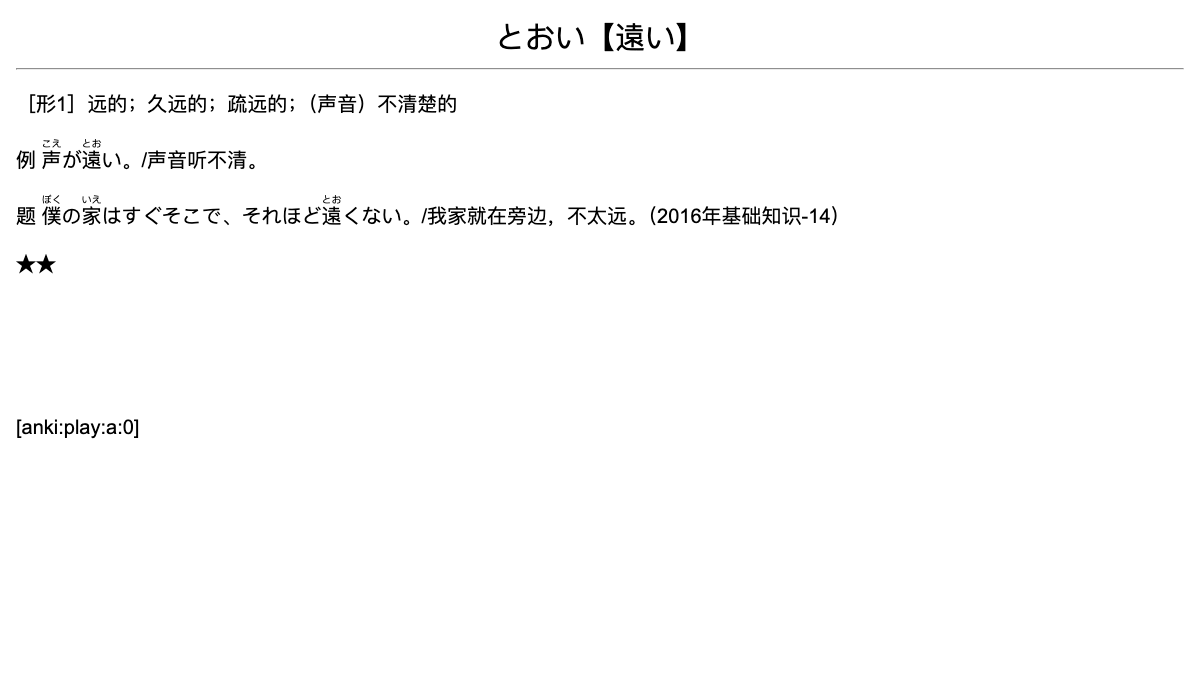 とおい【遠い】
［形1］远的；久远的；疏远的；（声音）不清楚的
こえ とお
例 声が遠い。/声音听不清。
ぼく いえ とお
题 僕の家はすぐそこで、それほど遠くない。/我家就在旁边，不太远。（2016年基础知识-14）
★★
[anki:play:a:0]